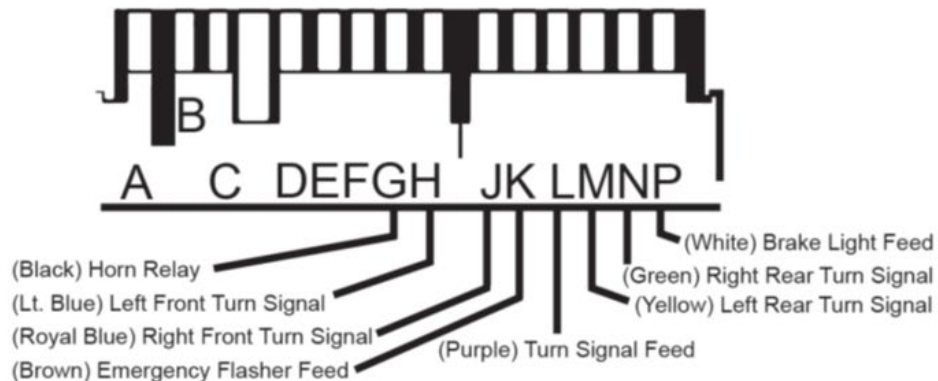 B
A C DEFGH JK LMNP
(White) Brake Light Feed
(Black) Horn Relay
(Green) Right Rear Turn Signal
(Lt. Blue) Left Front Turn Signal
(Yellow) Left Rear Turn Signal
(Royal Blue) Right Front Turn Signal
(Purple) Turn Signal Feed
(Brown) Emergency Flasher Feed